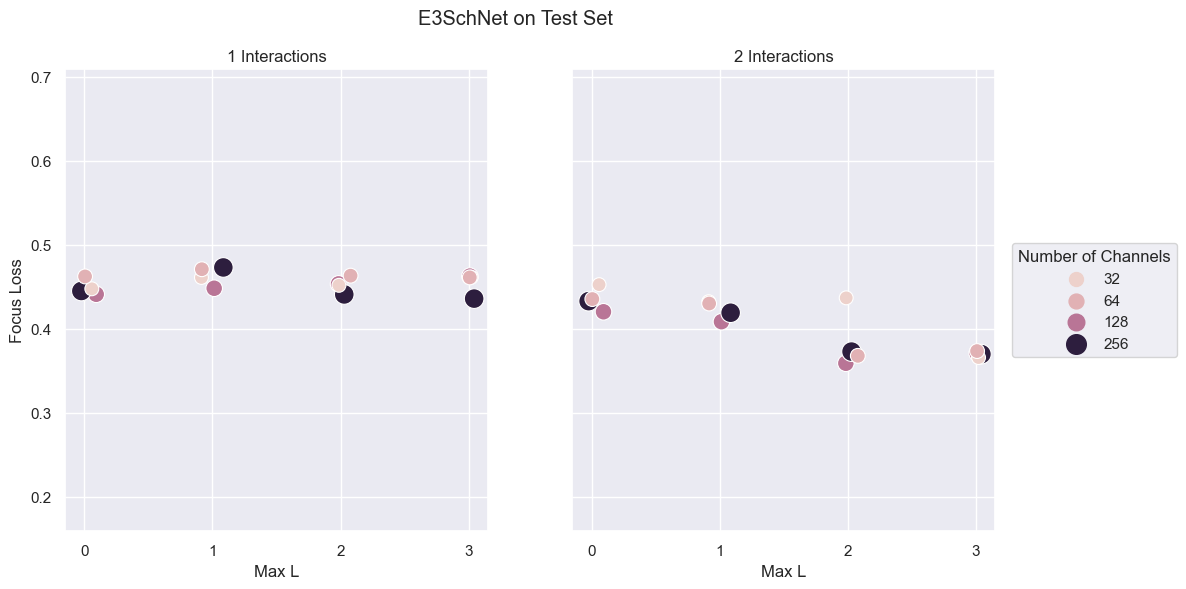 E3SchNet on Test Set
1 Interactions
2 Interactions
Focus Loss
0.7
0.6
0.5
0.4
0.3
0.2
0 1 2 3
Max L
0 1 2 3
Max L
Number of Channels
32
64
128
256